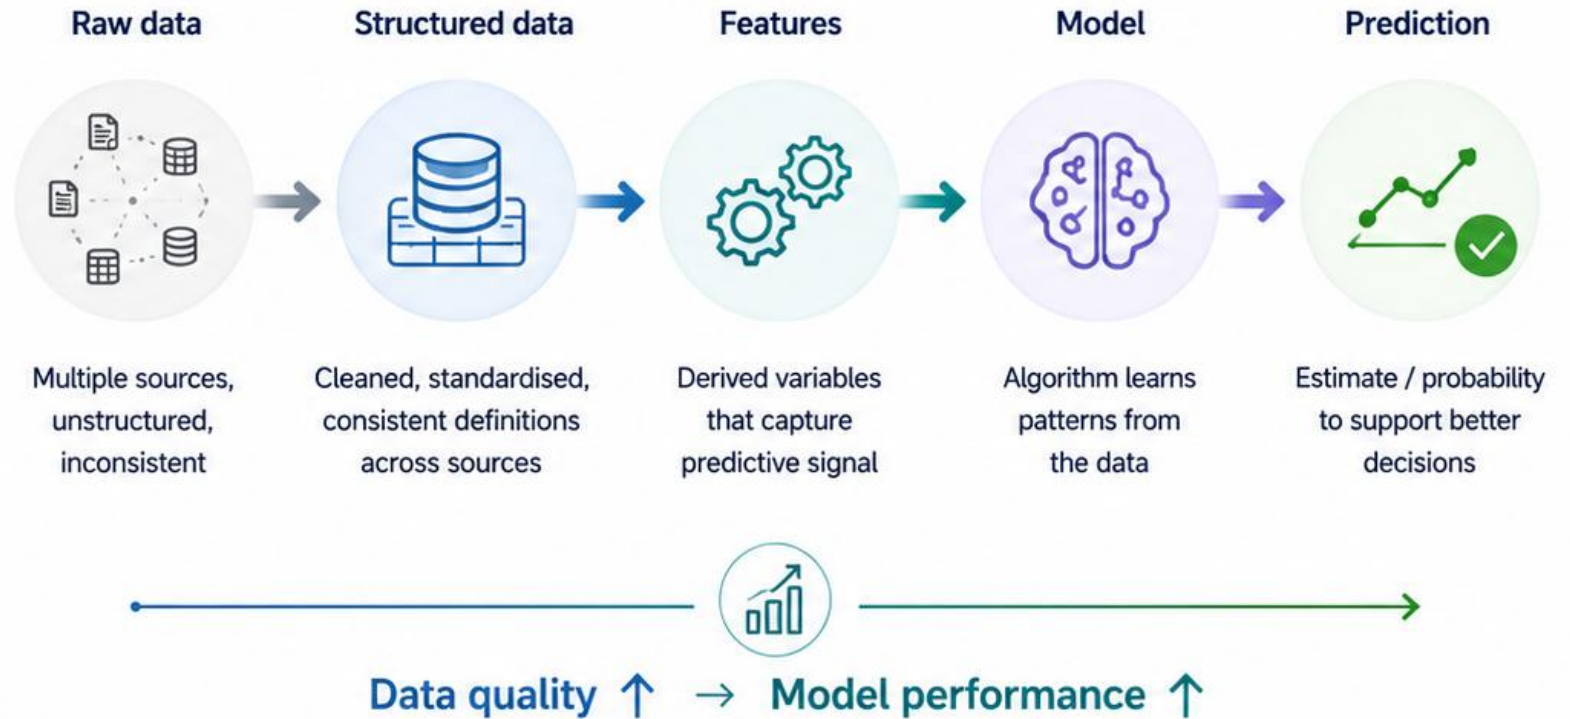 Raw data
Structured data
Features
Model
Prediction
Multiple sources,
unstructured,
inconsistent
Cleaned, standardised,
consistent definitions
across sources
Derived variables
that capture
predictive signal
Algorithm learns
patterns from
the data
Estimate / probability
to support better
decisions
Data quality ↑ → Model performance ↑